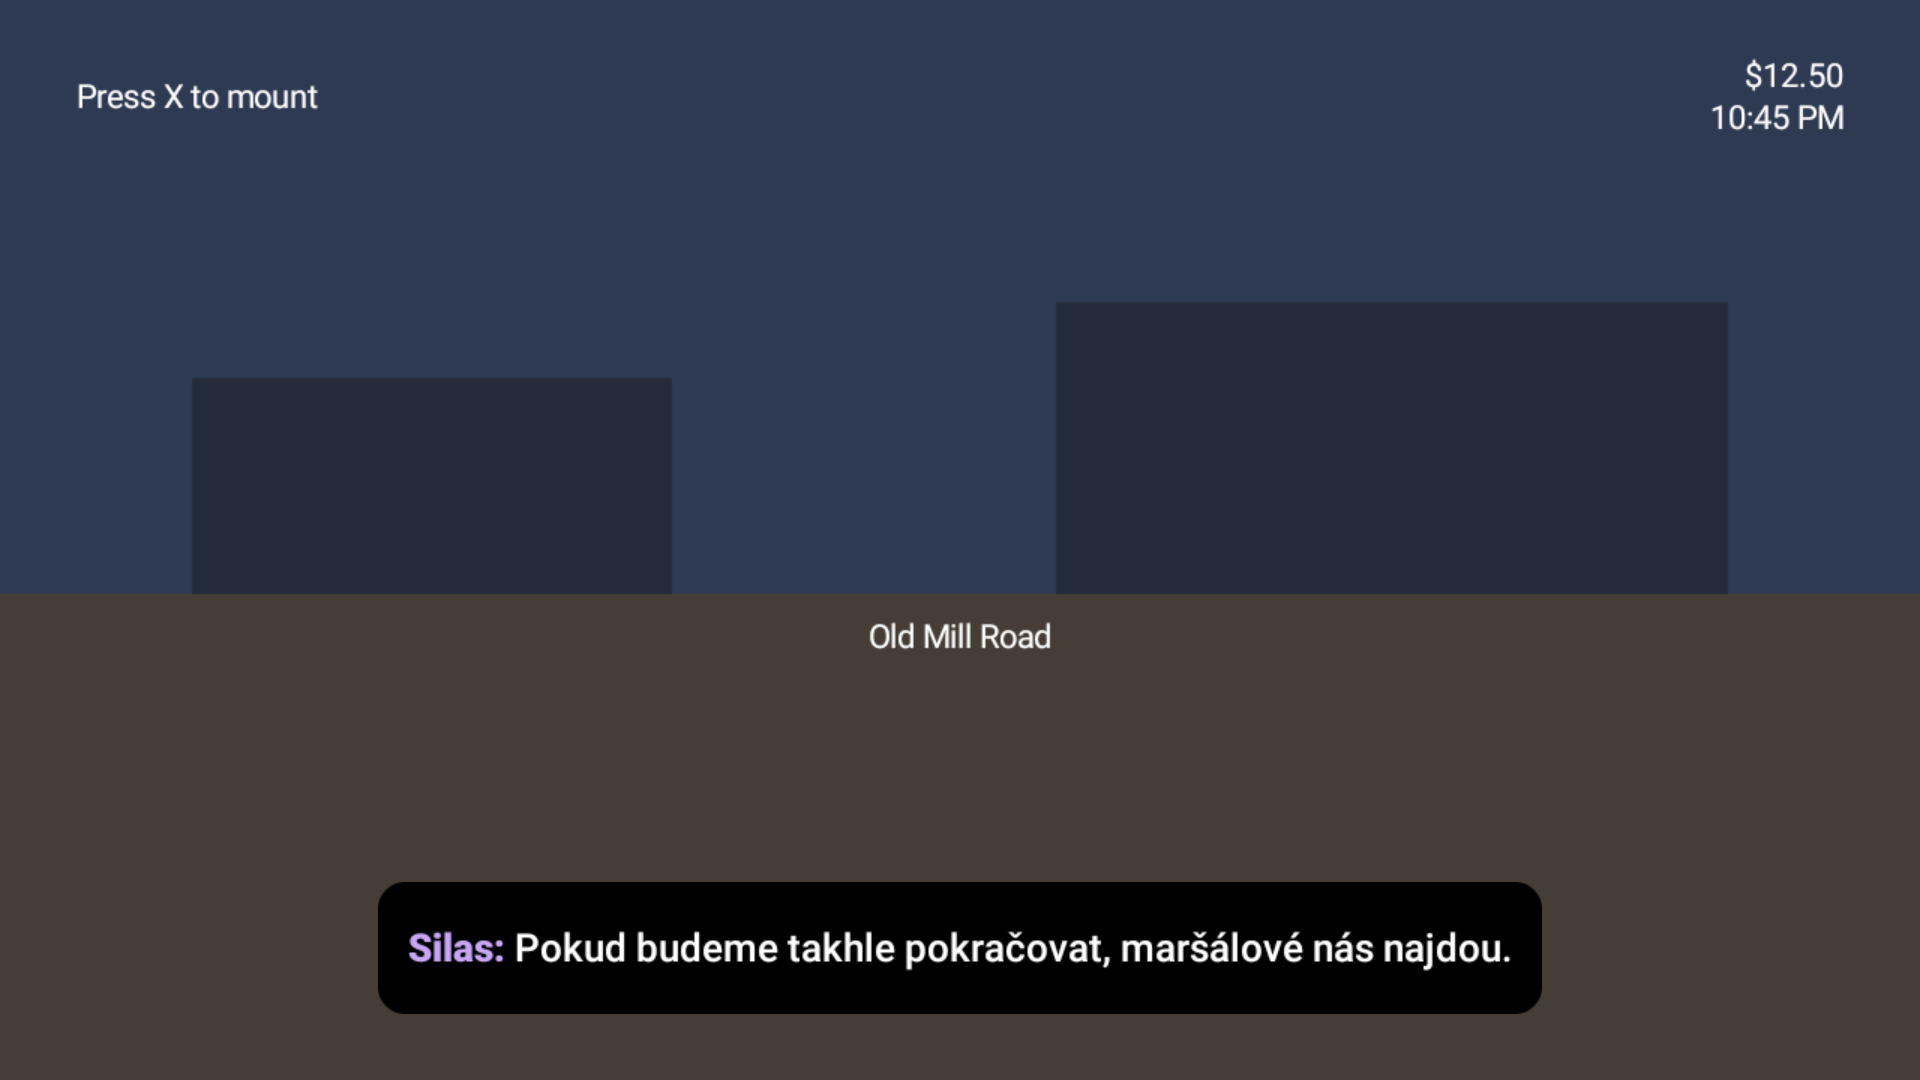 Press X to mount
$12.50
10:45 PM
Old Mill Road
Silas: Pokud budeme takhle pokračovat, maršálové nás najdou.